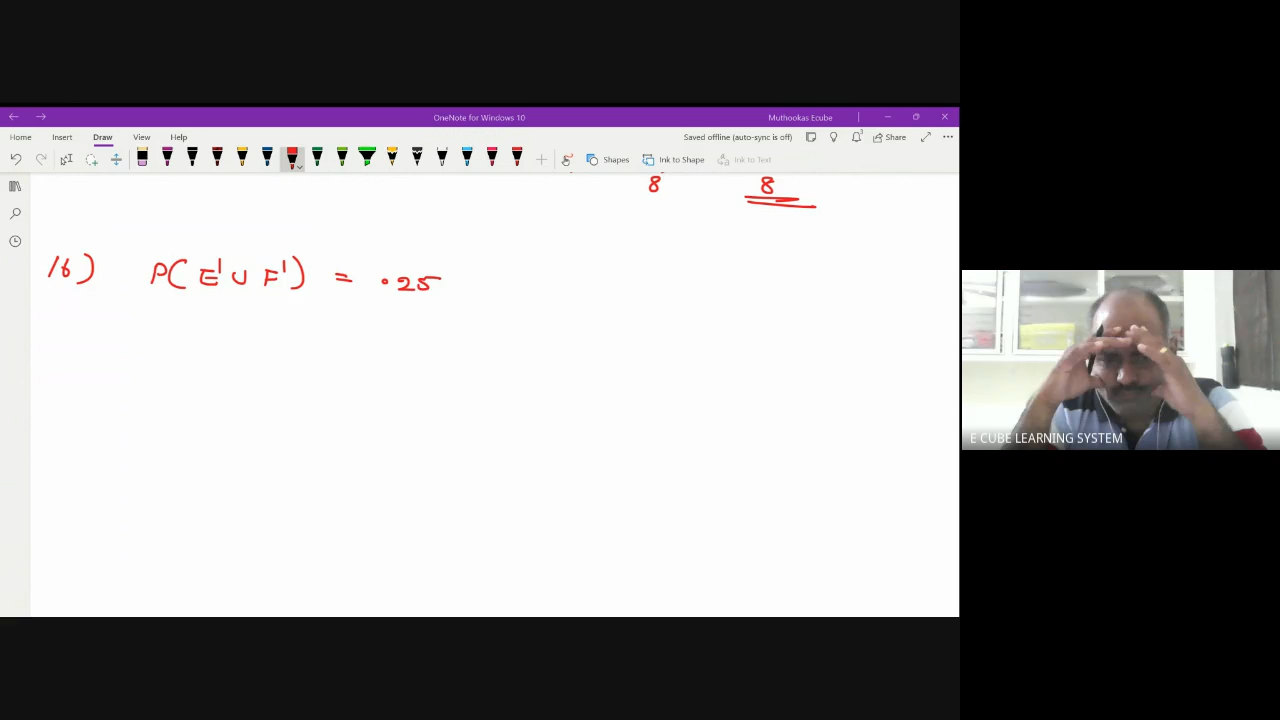 OneNote for Windows 10
Muthookas Ecube
Home Insert Draw View Help
Saved offline (auto-sync is off)
Share
Shapes
Ink to Shape
Ink to Text
8 8
16) P( E' ∪ F' ) = .25
E CUBE LEARNING SYSTEM